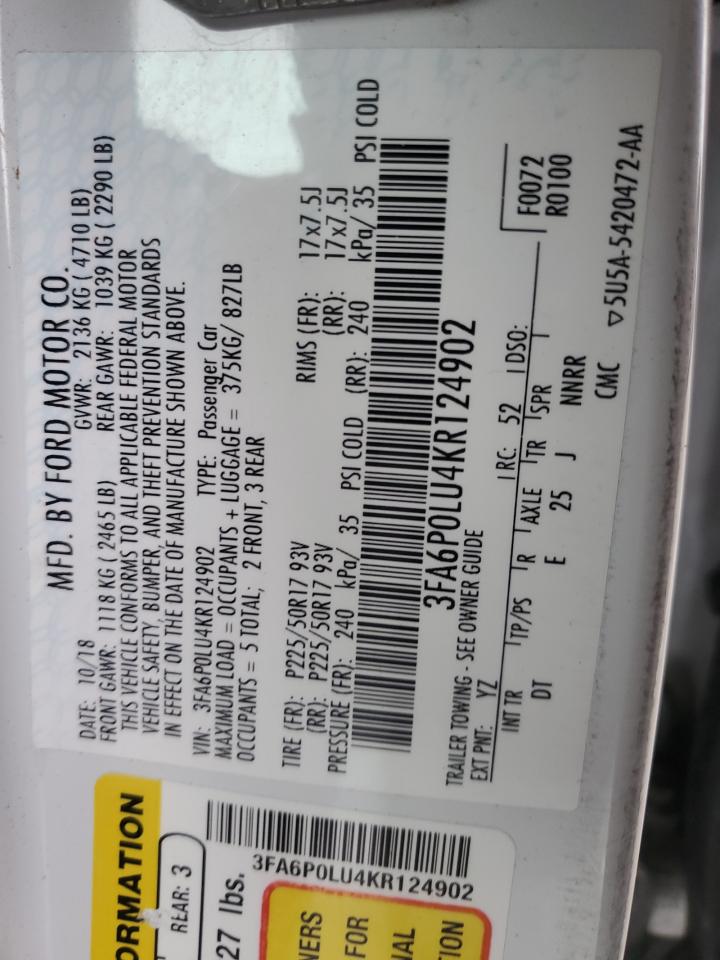 MFD. BY FORD MOTOR CO.
DATE: 10/18 GVWR: 2136 KG ( 4710 LB)
FRONT GAWR: 1118 KG ( 2465 LB) REAR GAWR: 1039 KG ( 2290 LB)
THIS VEHICLE CONFORMS TO ALL APPLICABLE FEDERAL MOTOR
VEHICLE SAFETY, BUMPER, AND THEFT PREVENTION STANDARDS
IN EFFECT ON THE DATE OF MANUFACTURE SHOWN ABOVE.
VIN: 3FA6P0LU4KR124902 TYPE: Passenger Car
MAXIMUM LOAD = OCCUPANTS + LUGGAGE = 375KG/ 827LB
OCCUPANTS = 5 TOTAL; 2 FRONT, 3 REAR
TIRE (FR): P225/50R17 93V RIMS (FR): 17x7.5J
(RR): P225/50R17 93V (RR): 17x7.5J
PRESSURE (FR): 240 kPa/ 35 PSI COLD (RR): 240 kPa/ 35 PSI COLD
3FA6P0LU4KR124902
TRAILER TOWING - SEE OWNER GUIDE
EXT PNT: YZ RC: 52 DSO: F0072
R0100
INT TR TP/PS R AXLE TR SPR
DT E 25 J NNRR
CMC ▽5U5A-5420472-AA
ORMATION
REAR: 3
27 lbs.
3FA6P0LU4KR124902
NERS
FOR
NAL
TION